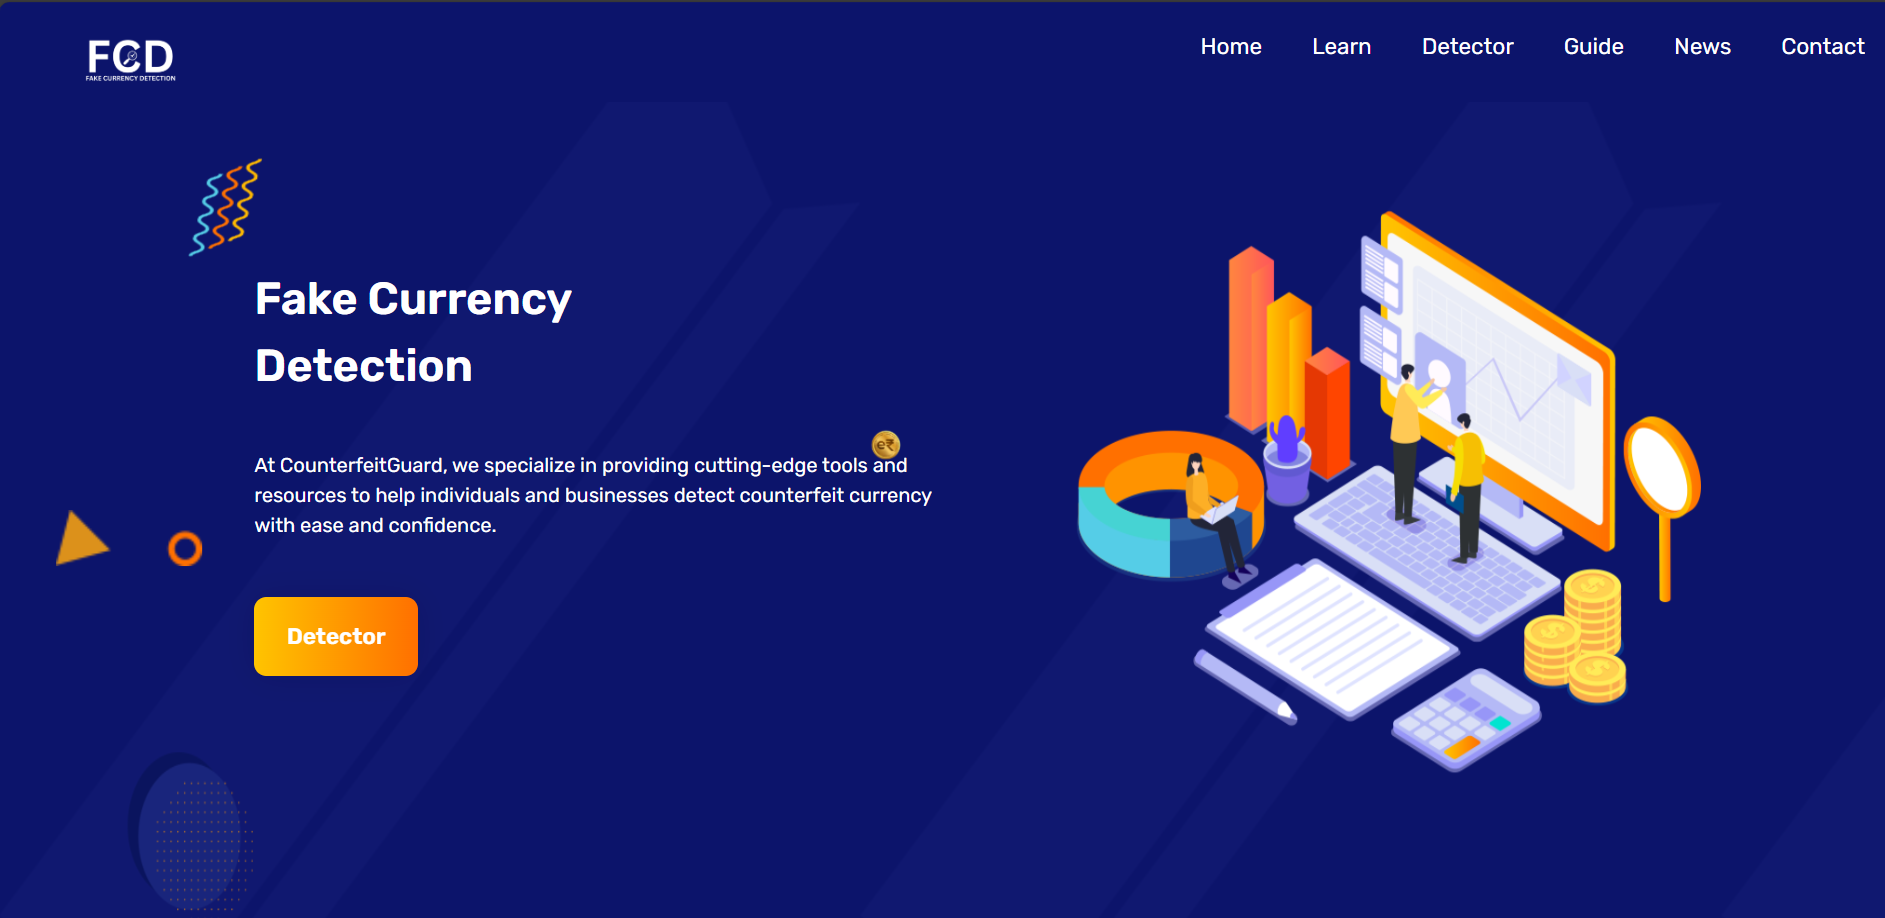 FCD
FAKE CURRENCY DETECTION
Home Learn Detector Guide News Contact
Fake Currency
Detection
e₹
At CounterfeitGuard, we specialize in providing cutting-edge tools and
resources to help individuals and businesses detect counterfeit currency
with ease and confidence.
Detector